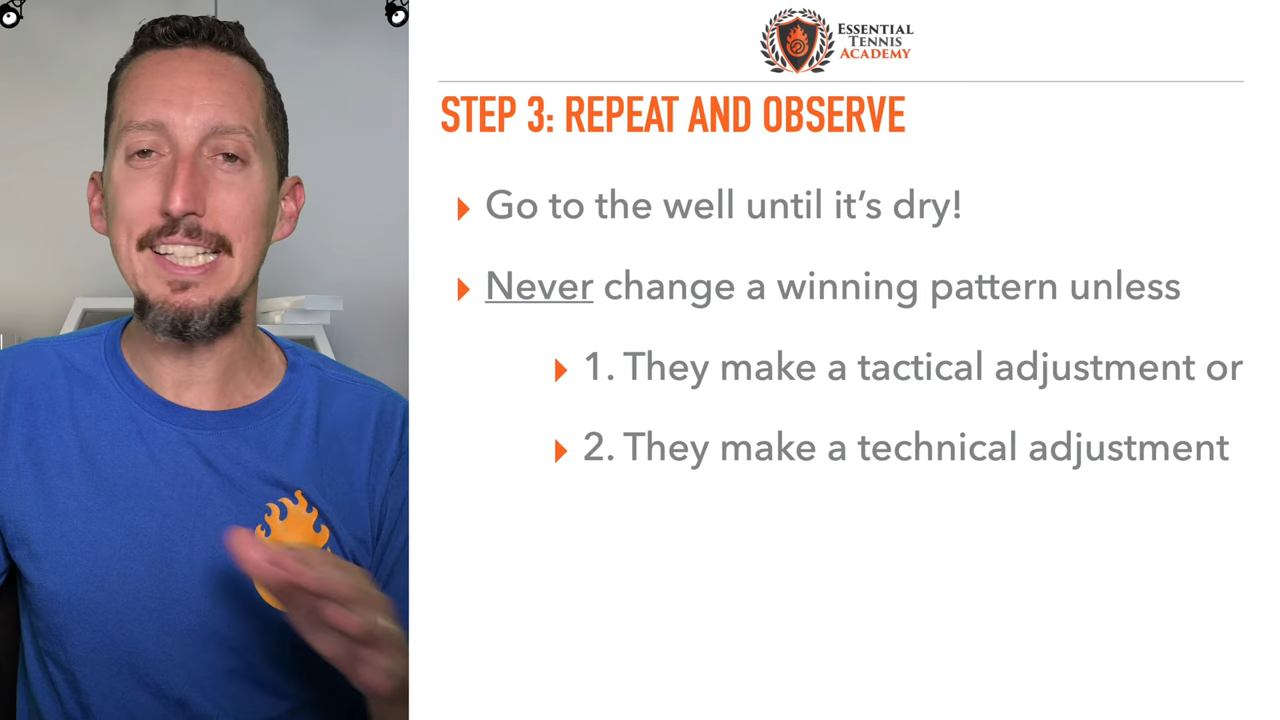 ESSENTIAL
TENNIS
ACADEMY
STEP 3: REPEAT AND OBSERVE
Go to the well until it’s dry!
Never change a winning pattern unless
1. They make a tactical adjustment or
2. They make a technical adjustment